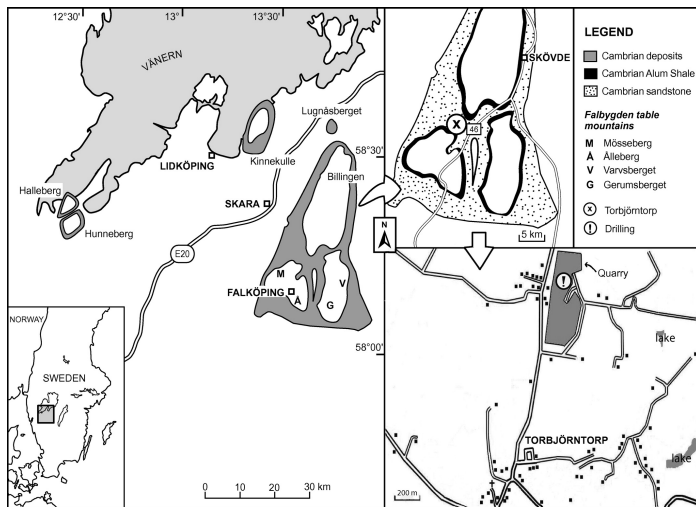 12°30'
13°
13°30'
VÄNERN
Lugnåsberget
58°30'
LIDKÖPING
Kinnekulle
Billingen
Halleberg
SKARA
Hunneberg
E20
M
V
FALKÖPING
Å
G
58°00'
NORWAY
SWEDEN
0 10 20 30 km
SKÖVDE
x
46
5 km
N
LEGEND
Cambrian deposits
Cambrian Alum Shale
Cambrian sandstone
Falbygden table
mountains
M Mösseberg
Å Ålleberg
V Varvsberget
G Gerumsberget
x Torbjörntorp
! Drilling
!
Quarry
lake
TORBJÖRNTORP
lake
200 m